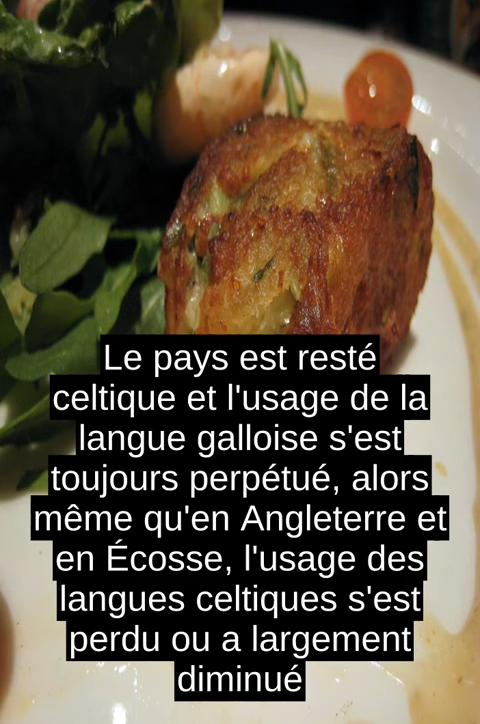 Le pays est resté
celtique et l'usage de la
langue galloise s'est
toujours perpétué, alors
même qu'en Angleterre et
en Écosse, l'usage des
langues celtiques s'est
perdu ou a largement
diminué